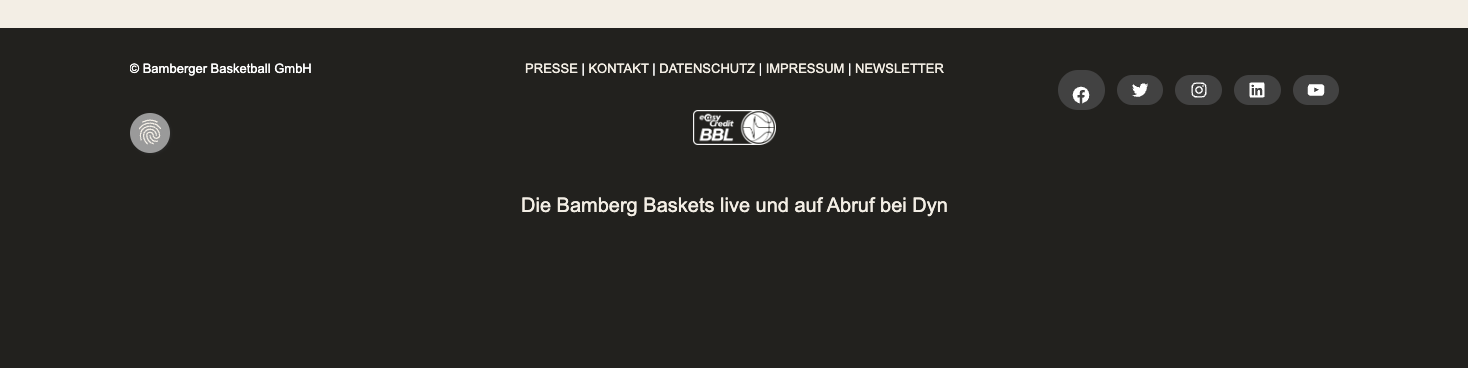 © Bamberger Basketball GmbH
PRESSE | KONTAKT | DATENSCHUTZ | IMPRESSUM | NEWSLETTER
easy
Credit
BBL
Die Bamberg Baskets live und auf Abruf bei Dyn